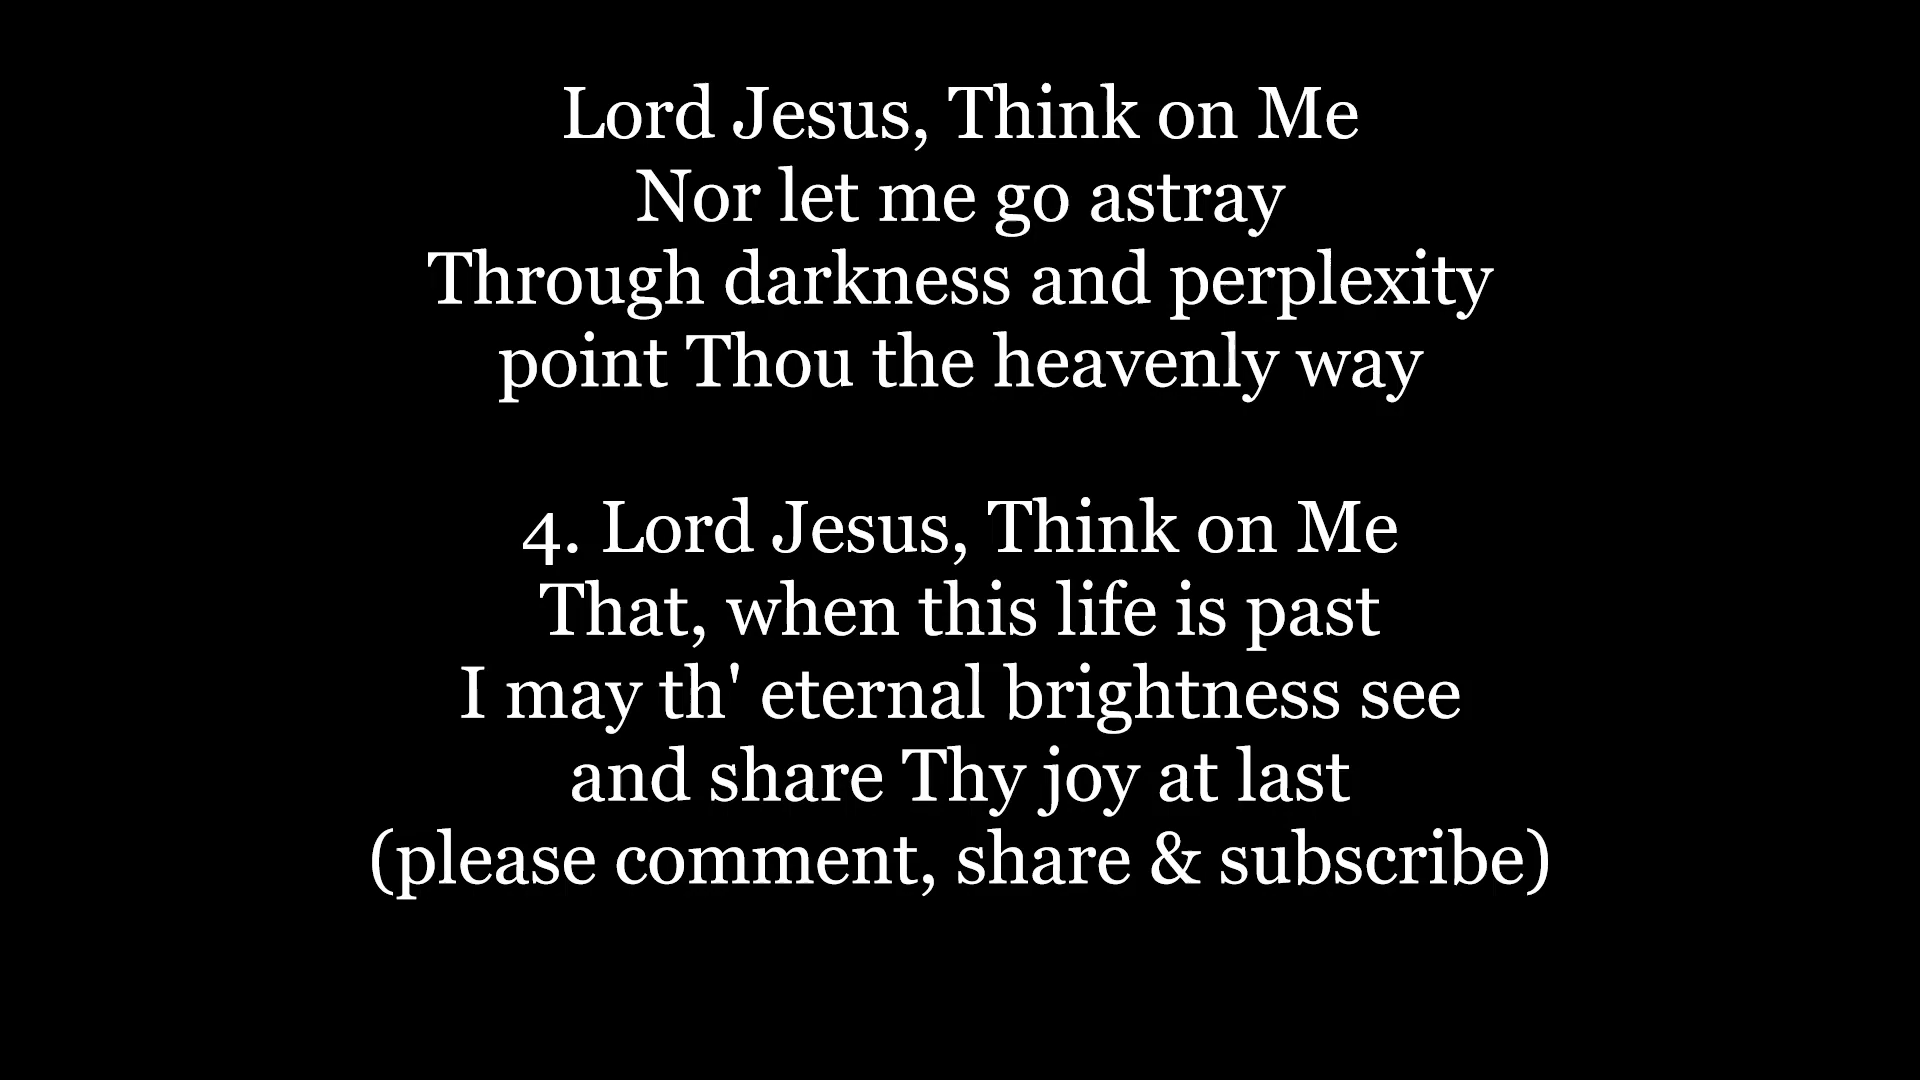 Lord Jesus, Think on Me
Nor let me go astray
Through darkness and perplexity
point Thou the heavenly way
4. Lord Jesus, Think on Me
That, when this life is past
I may th' eternal brightness see
and share Thy joy at last
(please comment, share & subscribe)